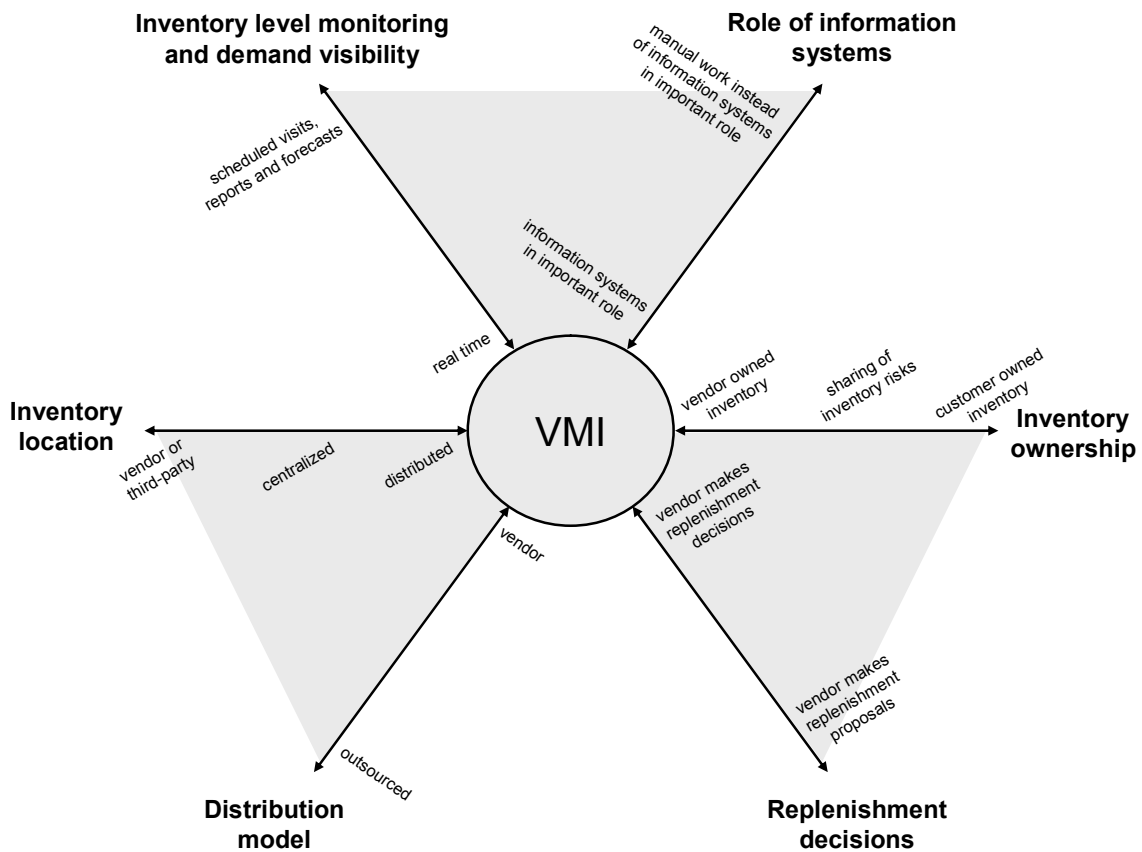 Inventory level monitoring
and demand visibility
Role of information
systems
scheduled visits,
reports and forecasts
manual work instead
of information systems
in important role
information systems
in important role
real time
Inventory
location
vendor or
third-party
centralized
distributed
VMI
vendor owned
inventory
sharing of
inventory risks
customer owned
inventory
Inventory
ownership
vendor
vendor makes
replenishment
decisions
outsourced
vendor makes
replenishment
proposals
Distribution
model
Replenishment
decisions